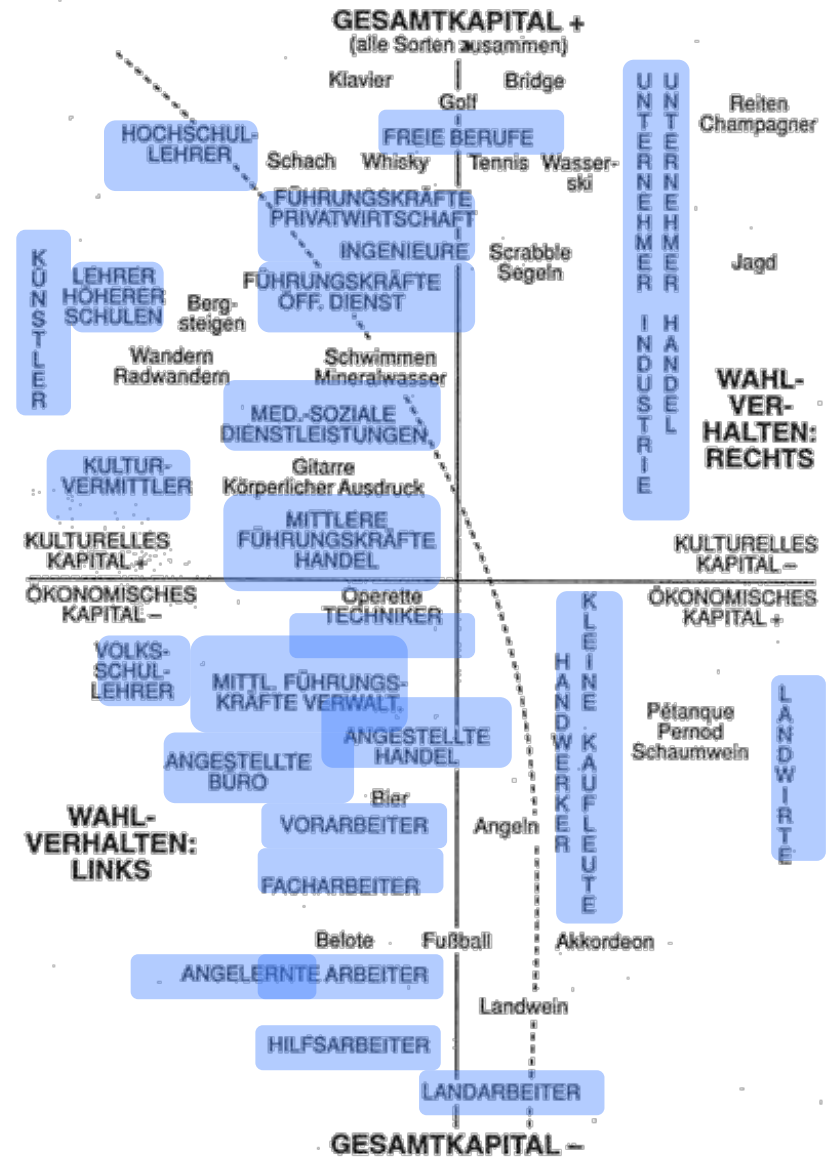 GESAMTKAPITAL +
(alle Sorten zusammen)
Klavier
Bridge
Golf
Reiten
Champagner
HOCHSCHUL-
LEHRER
FREIE BERUFE
Schach
Whisky
Tennis
Wasser-
ski
UNTERNEHMER INDUSTRIE
UNTERNEHMER HANDEL
FÜHRUNGSKRÄFTE
PRIVATWIRTSCHAFT
INGENIEURE
Scrabble
Segeln
Jagd
KÜNSTLER
LEHRER
HÖHERER
SCHULEN
FÜHRUNGSKRÄFTE
ÖFF. DIENST
Berg-
steigen
Wandern
Radwandern
Schwimmen
Mineralwasser
WAHL-
VER-
HALTEN:
RECHTS
MED.-SOZIALE
DIENSTLEISTUNGEN
KULTUR-
VERMITTLER
Gitarre
Körperlicher Ausdruck
MITTLERE
FÜHRUNGSKRÄFTE
HANDEL
KULTURELLES
KAPITAL +
KULTURELLES
KAPITAL –
ÖKONOMISCHES
KAPITAL –
ÖKONOMISCHES
KAPITAL +
Operette
TECHNIKER
VOLKS-
SCHUL-
LEHRER
MITTL. FÜHRUNGS-
KRÄFTE VERWALT.
HANDWERKER
KLEINE KAUFLEUTE
Pétanque
Pernod
Schaumwein
LANDWIRTE
ANGESTELLTE
HANDEL
ANGESTELLTE
BÜRO
Bier
WAHL-
VERHALTEN:
LINKS
VORARBEITER
Angeln
FACHARBEITER
Belote
Fußball
Akkordeon
ANGELERNTE ARBEITER
Landwein
HILFSARBEITER
LANDARBEITER
GESAMTKAPITAL –